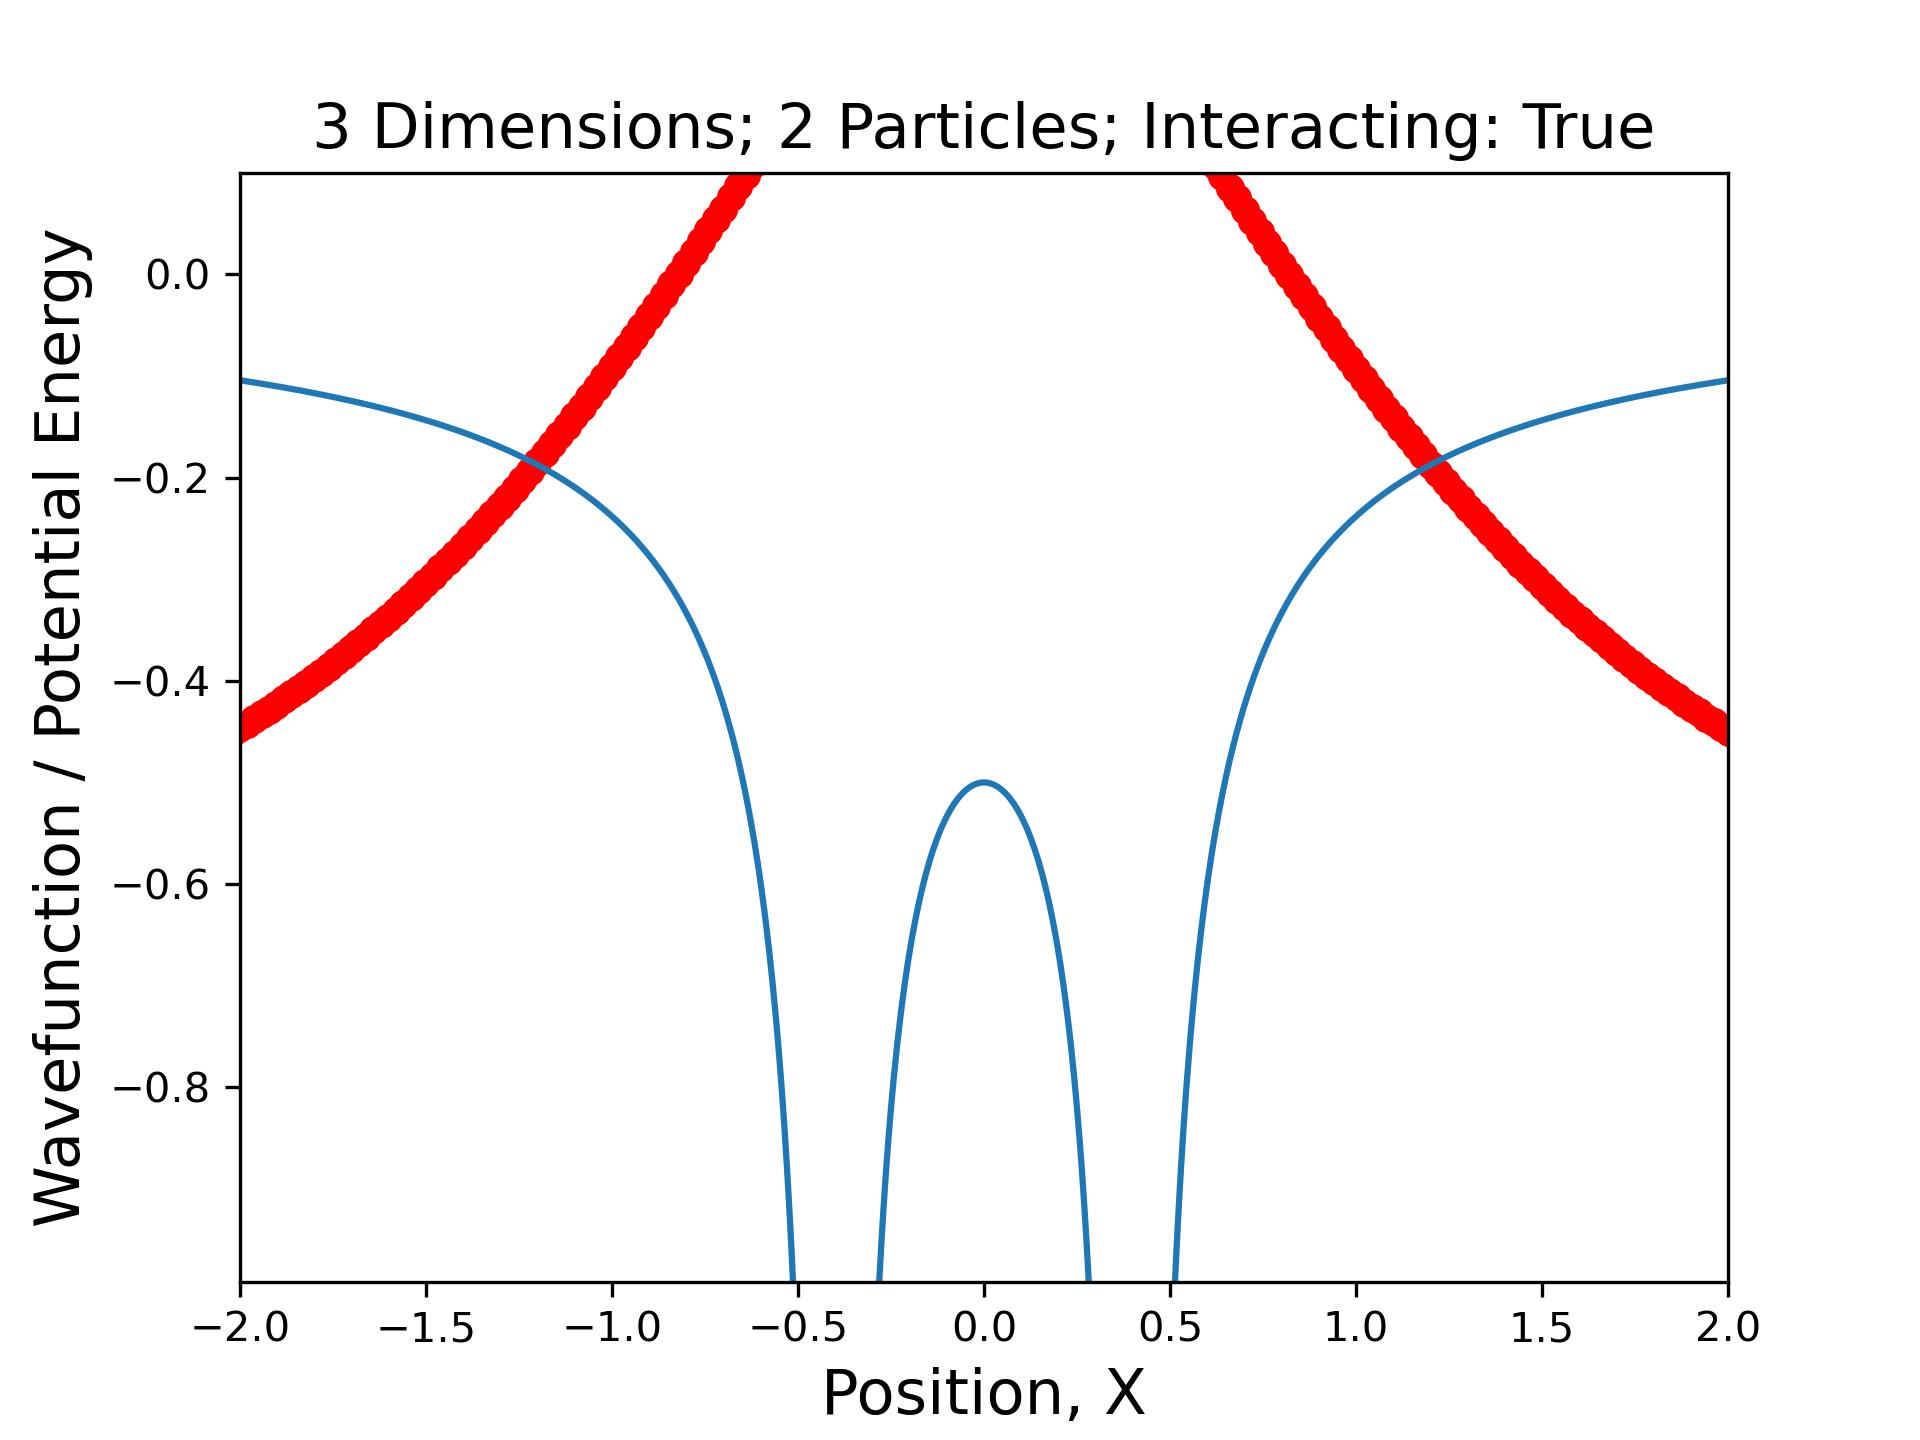 3 Dimensions; 2 Particles; Interacting: True
Wavefunction / Potential Energy
0.0
−0.2
−0.4
−0.6
−0.8
−2.0 −1.5 −1.0 −0.5 0.0 0.5 1.0 1.5 2.0
Position, X